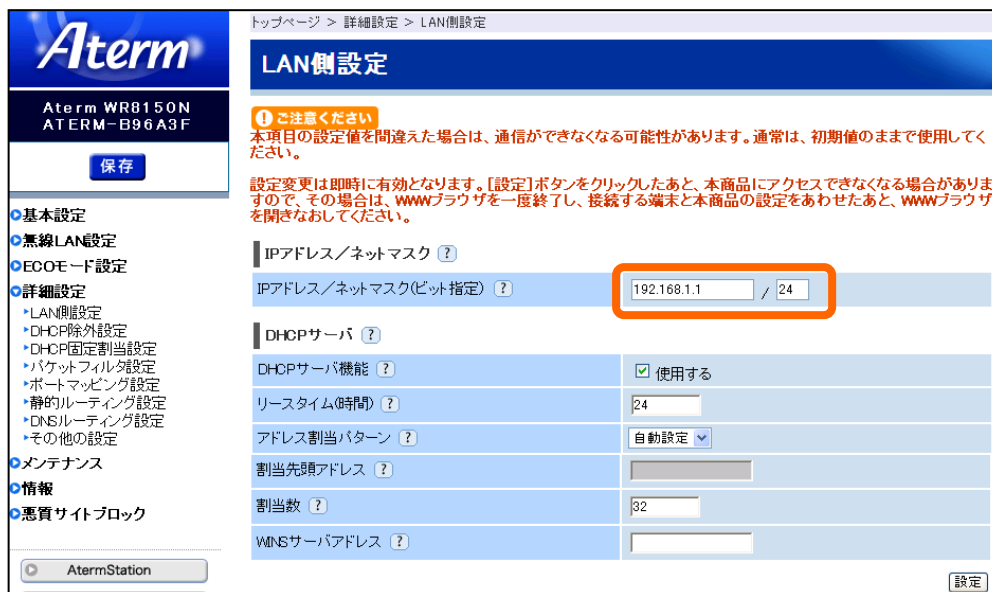 Aterm
Aterm WR8150N
ATERM-B96A3F
保存
基本設定
無線LAN設定
ECOモード設定
詳細設定
LAN側設定
DHCP除外設定
DHCP固定割当設定
パケットフィルタ設定
ポートマッピング設定
静的ルーティング設定
DNSルーティング設定
その他の設定
メンテナンス
情報
悪質サイトブロック
AtermStation
トップページ > 詳細設定 > LAN側設定
LAN側設定
ご注意ください
本項目の設定値を間違えた場合は、通信ができなくなる可能性があります。通常は、初期値のままで使用してく
ださい。
設定変更は即時に有効となります。[設定]ボタンをクリックしたあと、本商品にアクセスできなくなる場合がありま
すので、その場合は、WWWブラウザを一度終了し、接続する端末と本商品の設定をあわせたあと、WWWブラウザ
を開きなおしてください。
IPアドレス/ネットマスク ?
IPアドレス/ネットマスク(ビット指定) ? 192.168.1.1 / 24
DHCPサーバ ?
DHCPサーバ機能 ? 使用する
リースタイム(時間) ? 24
アドレス割当パターン ? 自動設定
割当先頭アドレス ?
割当数 ? 32
WINSサーバアドレス ?
設定